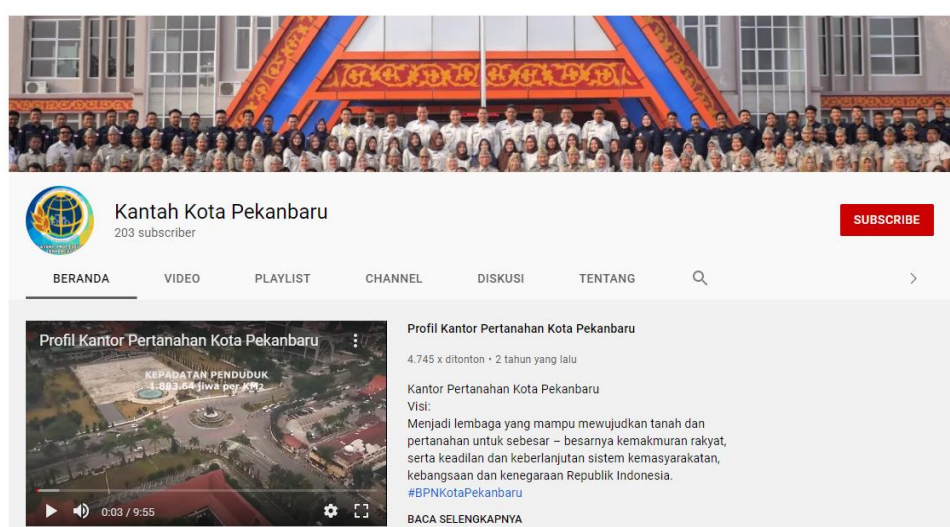 Kantah Kota Pekanbaru
203 subscriber
SUBSCRIBE
BERANDA VIDEO PLAYLIST CHANNEL DISKUSI TENTANG
Profil Kantor Pertanahan Kota Pekanbaru
KEPADATAN PENDUDUK
1.883,64 jiwa per KM2
0:03 / 9:55
Profil Kantor Pertanahan Kota Pekanbaru
4.745 x ditonton • 2 tahun yang lalu
Kantor Pertanahan Kota Pekanbaru
Visi:
Menjadi lembaga yang mampu mewujudkan tanah dan
pertanahan untuk sebesar – besarnya kemakmuran rakyat,
serta keadilan dan keberlanjutan sistem kemasyarakatan,
kebangsaan dan kenegaraan Republik Indonesia.
#BPNKotaPekanbaru
BACA SELENGKAPNYA